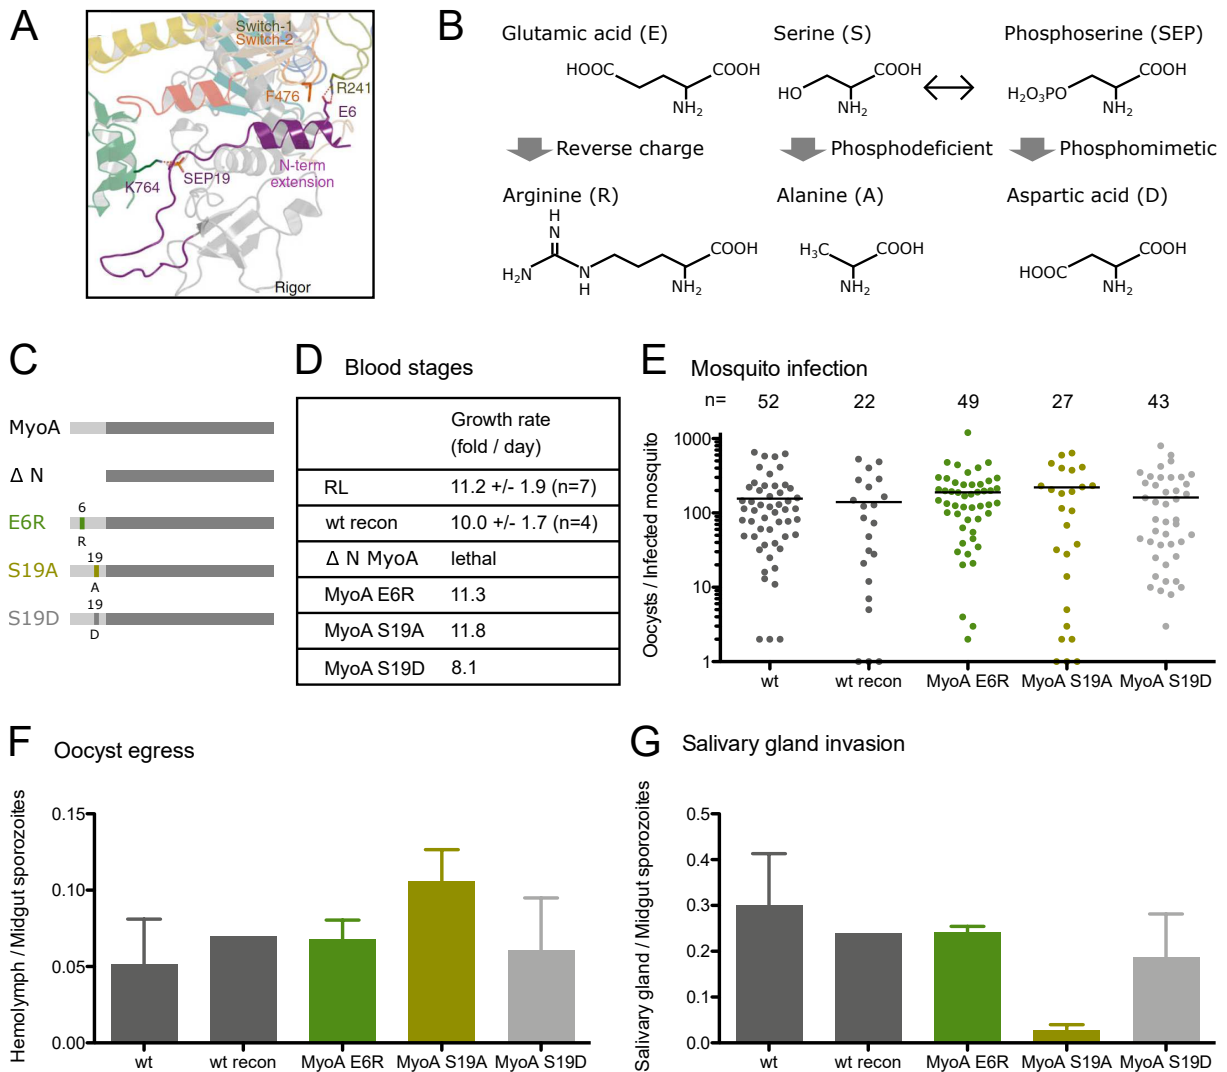 A
Switch-1
Switch-2
F476
R241
E6
K764
SEP19
N-term
extension
Rigor
B
Glutamic acid (E)
Serine (S)
Phosphoserine (SEP)
HOOC
COOH
NH2
HO
COOH
NH2
H2O3PO
COOH
NH2
Reverse charge
Phosphodeficient
Phosphomimetic
Arginine (R)
Alanine (A)
Aspartic acid (D)
H
N
H2N
N
H
COOH
NH2
H3C
COOH
NH2
HOOC
COOH
NH2
C
MyoA
Δ N
E6R
6
R
S19A
19
A
S19D
19
D
D Blood stages
Growth rate
(fold / day)
RL 11.2 +/- 1.9 (n=7)
wt recon 10.0 +/- 1.7 (n=4)
Δ N MyoA lethal
MyoA E6R 11.3
MyoA S19A 11.8
MyoA S19D 8.1
E Mosquito infection
n= 52 22 49 27 43
Oocysts / Infected mosquito
1000
100
10
1
wt wt recon MyoA E6R MyoA S19A MyoA S19D
F Oocyst egress
Hemolymph / Midgut sporozoites
0.15
0.10
0.05
0.00
wt wt recon MyoA E6R MyoA S19A MyoA S19D
G Salivary gland invasion
Salivary gland / Midgut sporozoites
0.5
0.4
0.3
0.2
0.1
0.0
wt wt recon MyoA E6R MyoA S19A MyoA S19D